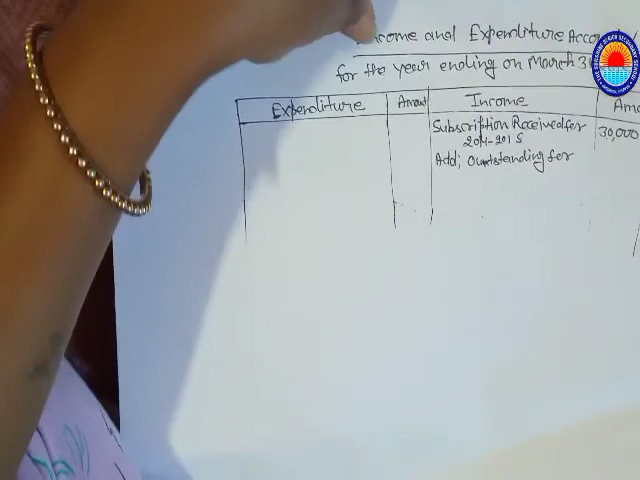 Income and Expenditure Acco
for the year ending on March 3
Expenditure Amou Income Amo
Subscription Received for 30,000
2014-2015
Add; Outstanding for